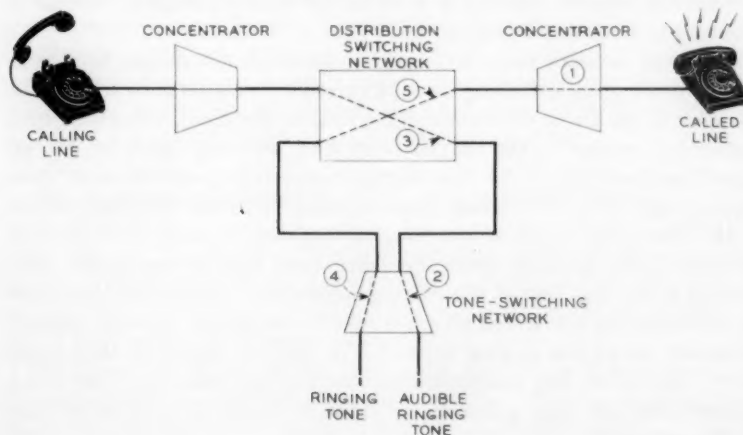 CONCENTRATOR
DISTRIBUTION
SWITCHING
NETWORK
CONCENTRATOR
1
5
3
CALLING
LINE
CALLED
LINE
4
2
TONE-SWITCHING
NETWORK
RINGING
TONE
AUDIBLE
RINGING
TONE